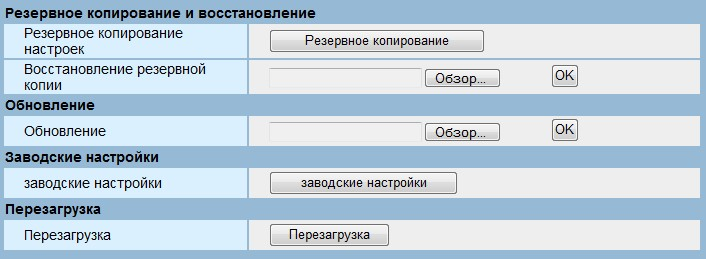 Резервное копирование и восстановление
Резервное копирование
настроек
Резервное копирование
Восстановление резервной
копии
Обзор...
OK
Обновление
Обновление
Обзор...
OK
Заводские настройки
заводские настройки
заводские настройки
Перезагрузка
Перезагрузка
Перезагрузка